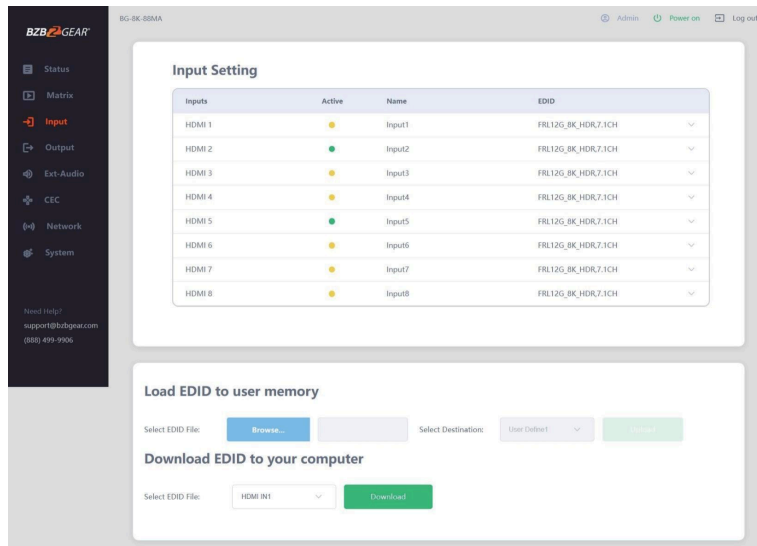 BG-8K-88MA
Admin
Power on
Log out
BZBGEAR
Status
Matrix
Input
Output
Ext-Audio
CEC
Network
System
Need Help?
support@bzbgear.com
(888) 499-9906
Input Setting
Inputs Active Name EDID
HDMI 1 Input1 FRL12G_8K_HDR,7.1CH
HDMI 2 Input2 FRL12G_8K_HDR,7.1CH
HDMI 3 Input3 FRL12G_8K_HDR,7.1CH
HDMI 4 Input4 FRL12G_8K_HDR,7.1CH
HDMI 5 Input5 FRL12G_8K_HDR,7.1CH
HDMI 6 Input6 FRL12G_8K_HDR,7.1CH
HDMI 7 Input7 FRL12G_8K_HDR,7.1CH
HDMI 8 Input8 FRL12G_8K_HDR,7.1CH
Load EDID to user memory
Select EDID File: Browse... Select Destination: User Define1
Download EDID to your computer
Select EDID File: HDMI IN1 Download